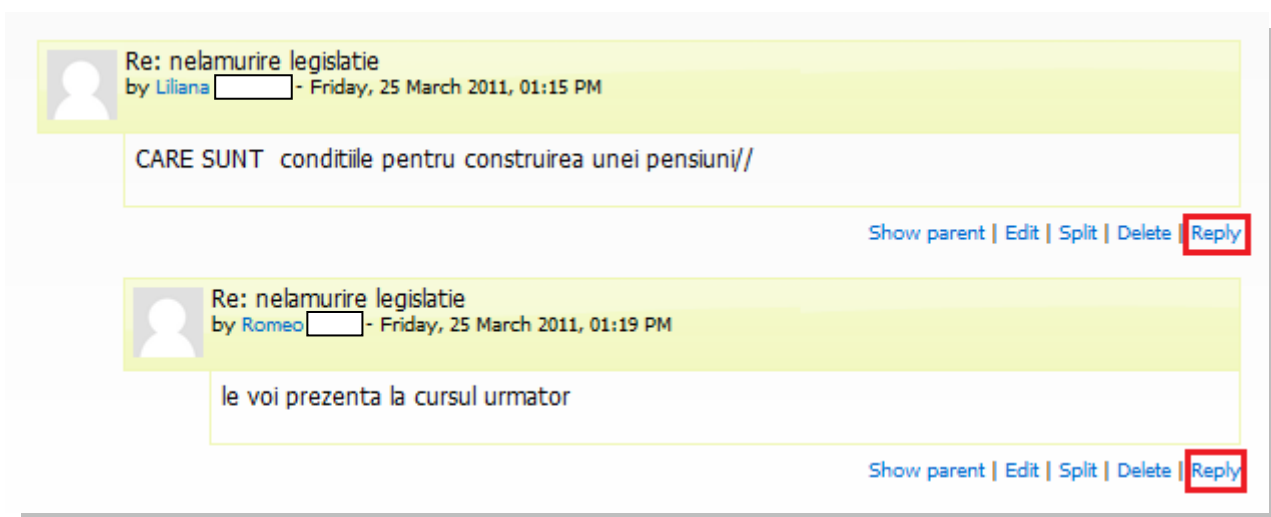 Re: nelamurire legislatie
by Liliana - Friday, 25 March 2011, 01:15 PM
CARE SUNT conditiile pentru construirea unei pensiuni//
Show parent | Edit | Split | Delete | Reply
Re: nelamurire legislatie
by Romeo - Friday, 25 March 2011, 01:19 PM
le voi prezenta la cursul urmator
Show parent | Edit | Split | Delete | Reply